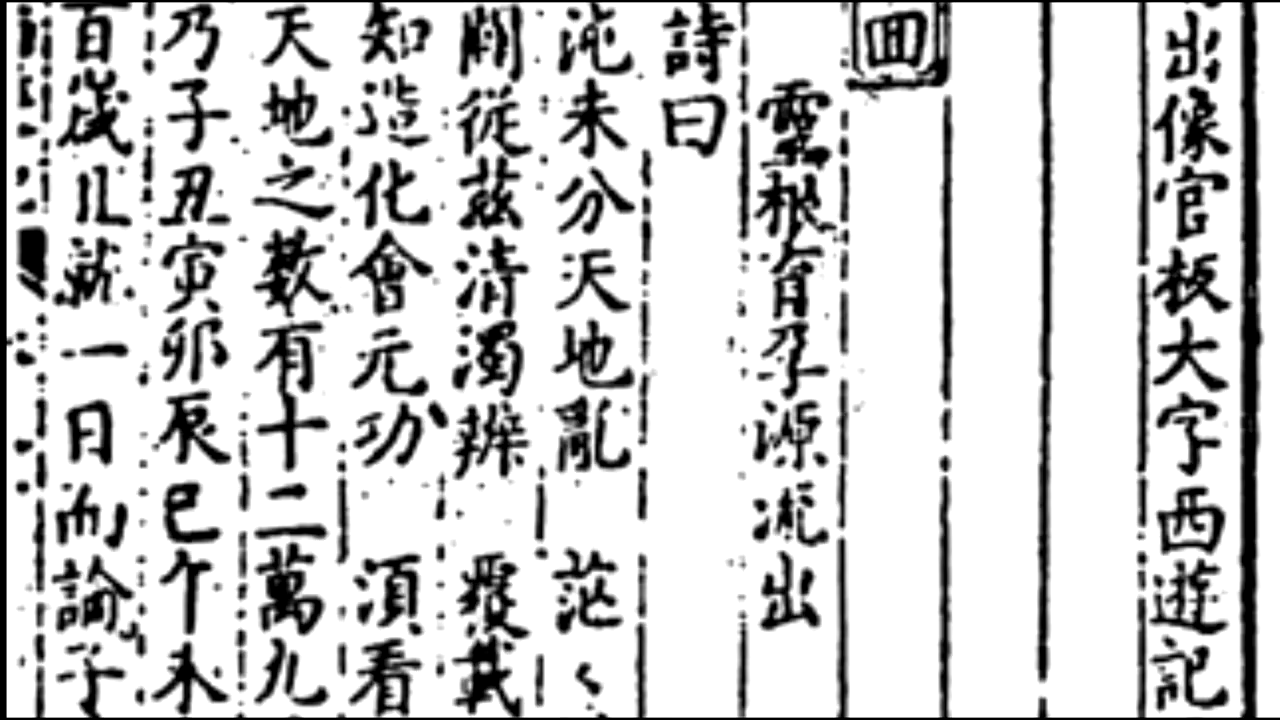 出像官板大字西遊記
回
靈根育孕源流出
詩曰
沌未分天地亂　茫〻
闢從茲清濁辨　覆載
知造化會元功　須看
天地之數有十二萬九
乃子丑寅卯辰巳午未
百歲几就一日而論子